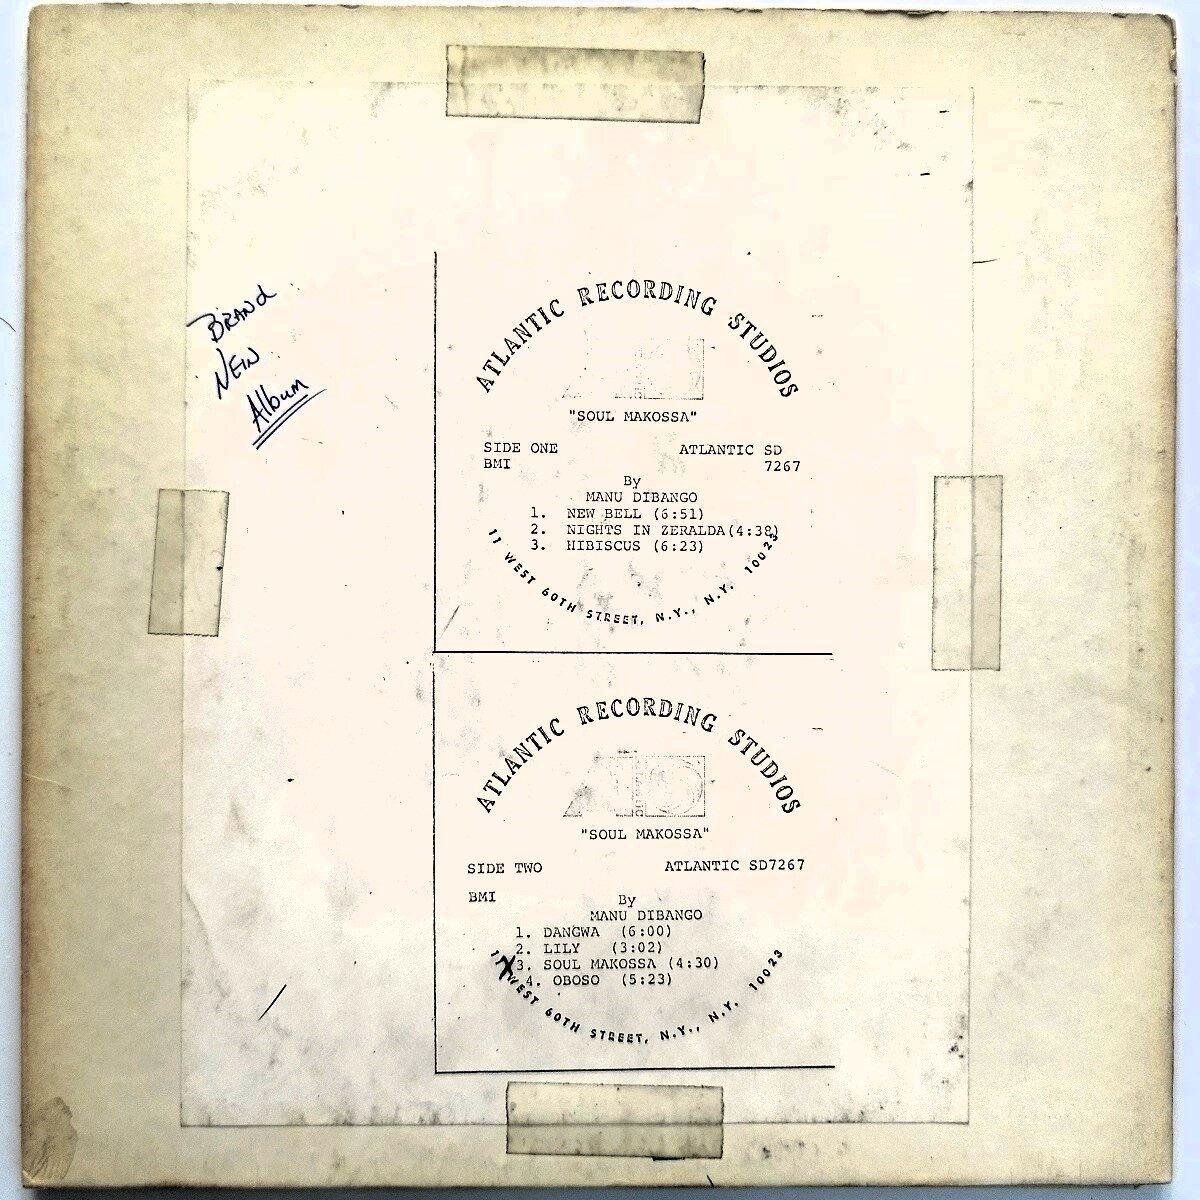 BRAND
NEW
Album
ATLANTIC RECORDING STUDIOS
"SOUL MAKOSSA"
SIDE ONE ATLANTIC SD
BMI 7267
By
MANU DIBANGO
1. NEW BELL (6:51)
2. NIGHTS IN ZERALDA(4:38)
3. HIBISCUS (6:23)
11 WEST 60TH STREET, N.Y., N.Y. 10023
ATLANTIC RECORDING STUDIOS
"SOUL MAKOSSA"
SIDE TWO ATLANTIC SD7267
BMI By
MANU DIBANGO
1. DANGWA (6:00)
2. LILY (3:02)
X3. SOUL MAKOSSA (4:30)
4. OBOSO (5:23)
11 WEST 60TH STREET, N.Y., N.Y. 10023